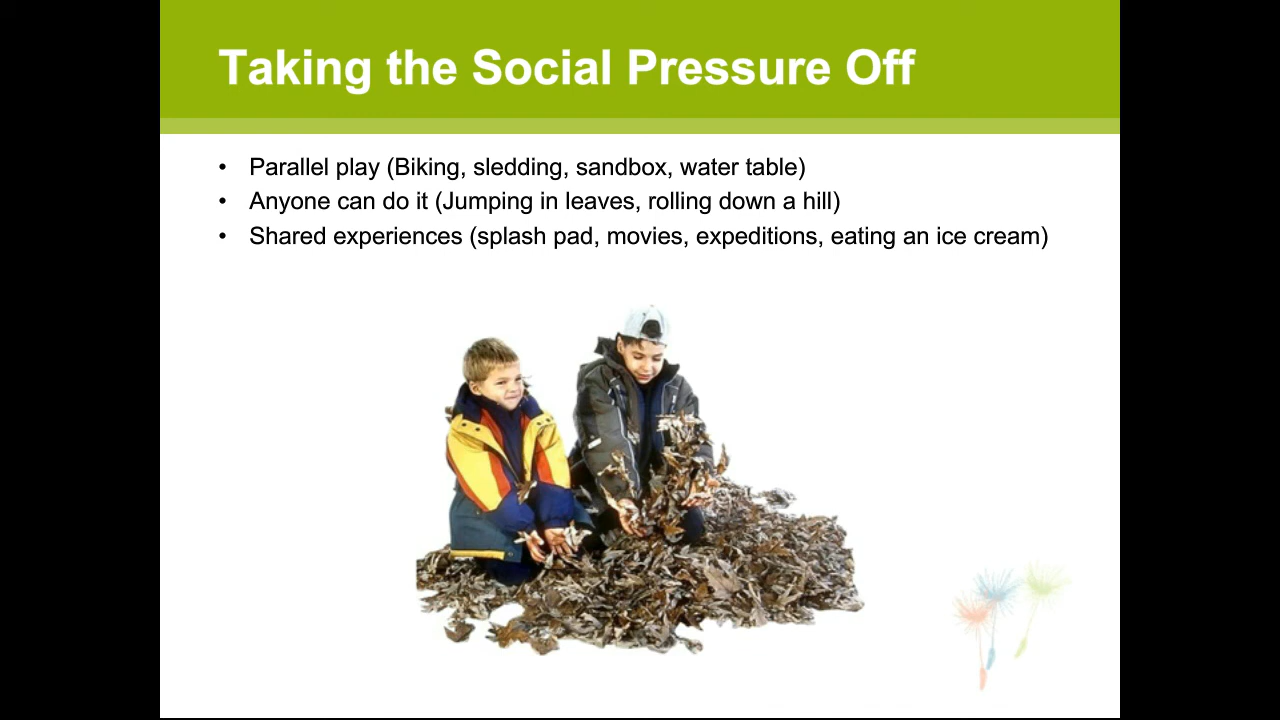 Taking the Social Pressure Off
• Parallel play (Biking, sledding, sandbox, water table)
• Anyone can do it (Jumping in leaves, rolling down a hill)
• Shared experiences (splash pad, movies, expeditions, eating an ice cream)